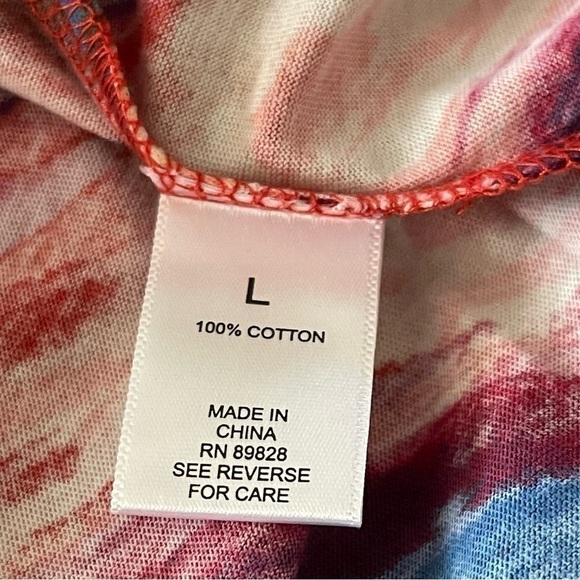 L
100% COTTON
MADE IN
CHINA
RN 89828
SEE REVERSE
FOR CARE